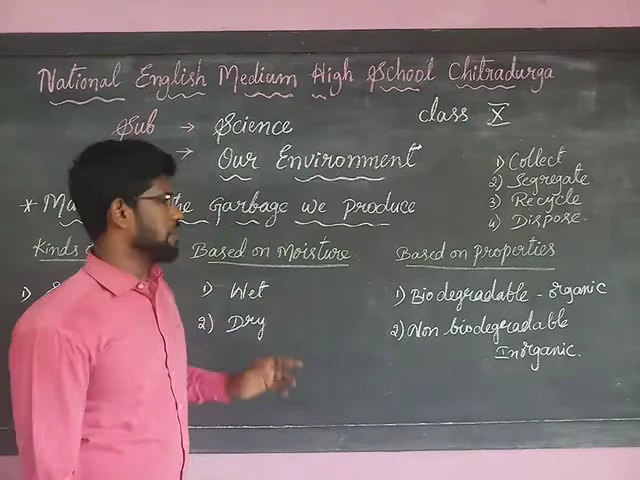 National English Medium High School Chitradurga
class X
Sub → Science
→ Our Environment
1) Collect
2) Segregate
3) Recycle
4) Dispose.
* the Garbage we produce
Kinds
Based on Moisture
1) Wet
2) Dry
Based on properties
1) Biodegradable - organic
2) Non biodegradable
Inorganic.
1)